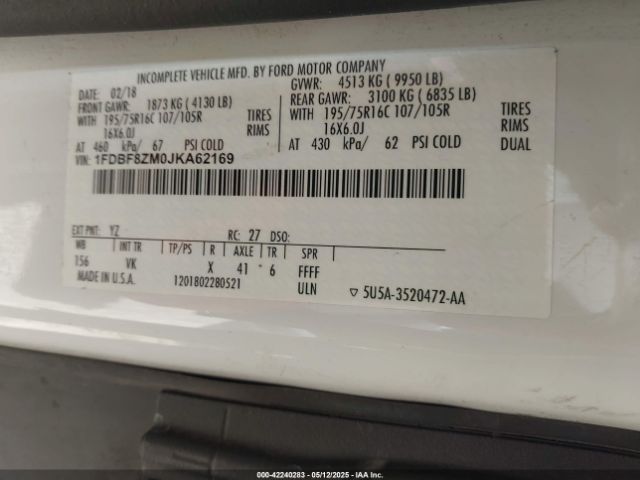 INCOMPLETE VEHICLE MFD. BY FORD MOTOR COMPANY
DATE: 02/18 GVWR: 4513 KG (9950 LB)
FRONT GAWR: 1873 KG (4130 LB) REAR GAWR: 3100 KG (6835 LB)
WITH 195/75R16C 107/105R TIRES WITH 195/75R16C 107/105R TIRES
16X6.0J RIMS 16X6.0J RIMS
AT 460 kPa/ 67 PSI COLD AT 430 kPa/ 62 PSI COLD DUAL
VIN: 1FDBF8ZM0JKA62169
EXT PNT: YZ RC: 27 DSO:
WB INT TR TP/PS R AXLE TR SPR
156 VK X 41 6 FFFF
MADE IN U.S.A. 1201802280521 ULN ▽ 5U5A-3520472-AA
000-42240283 - 05/12/2025 - IAA Inc.